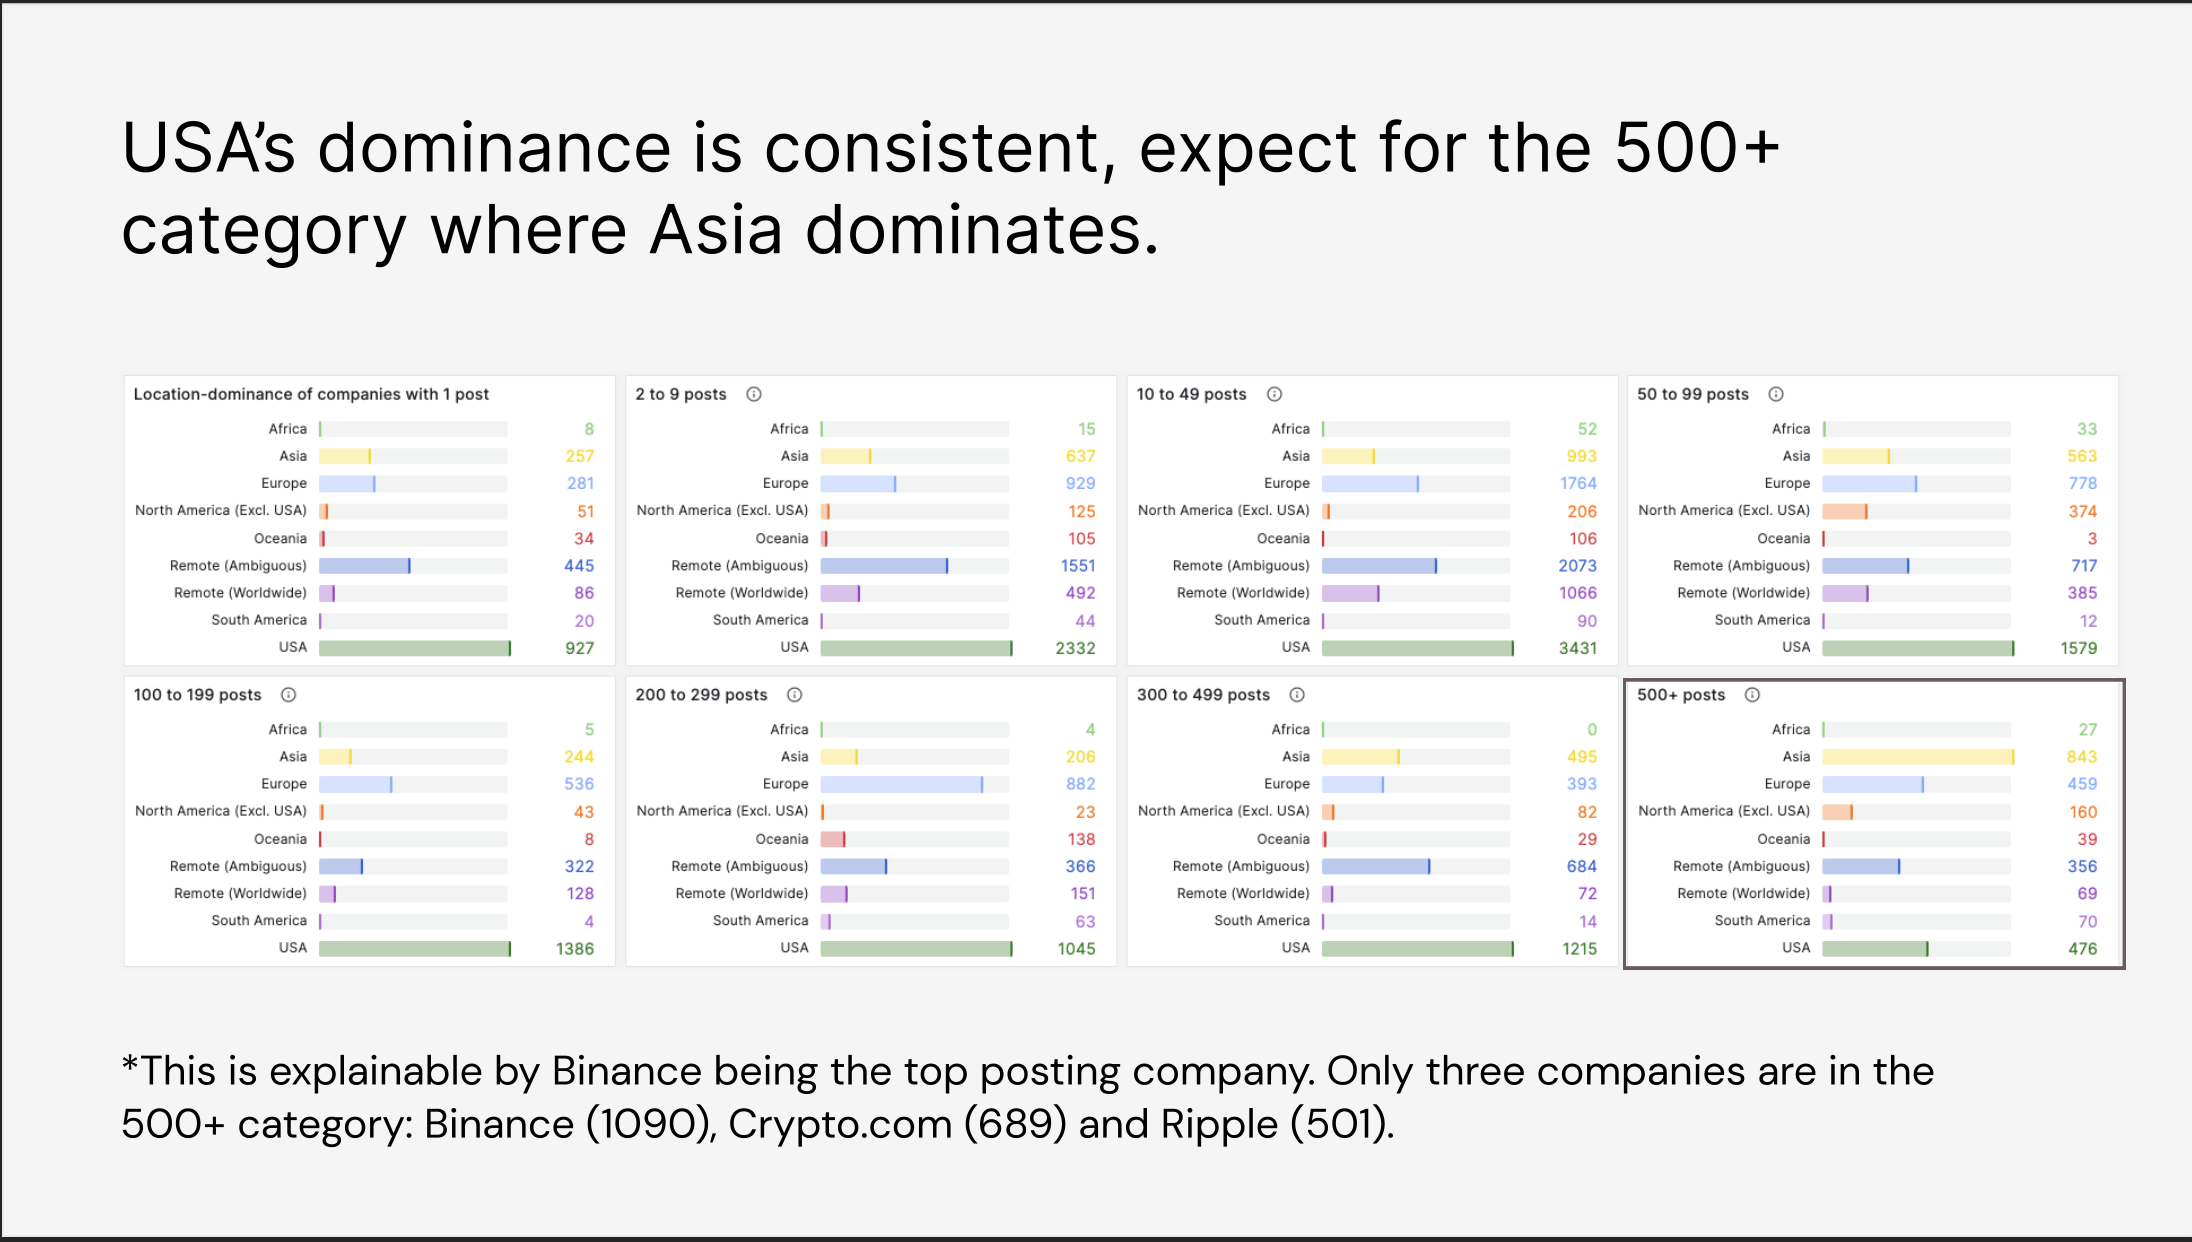 USA's dominance is consistent, expect for the 500+
category where Asia dominates.
Location-dominance of companies with 1 post
Africa 8
Asia 257
Europe 281
North America (Excl. USA) 51
Oceania 34
Remote (Ambiguous) 445
Remote (Worldwide) 86
South America 20
USA 927
2 to 9 posts
Africa 15
Asia 637
Europe 929
North America (Excl. USA) 125
Oceania 105
Remote (Ambiguous) 1551
Remote (Worldwide) 492
South America 44
USA 2332
10 to 49 posts
Africa 52
Asia 993
Europe 1764
North America (Excl. USA) 206
Oceania 106
Remote (Ambiguous) 2073
Remote (Worldwide) 1066
South America 90
USA 3431
50 to 99 posts
Africa 33
Asia 563
Europe 778
North America (Excl. USA) 374
Oceania 3
Remote (Ambiguous) 717
Remote (Worldwide) 385
South America 12
USA 1579
100 to 199 posts
Africa 5
Asia 244
Europe 536
North America (Excl. USA) 43
Oceania 8
Remote (Ambiguous) 322
Remote (Worldwide) 128
South America 4
USA 1386
200 to 299 posts
Africa 4
Asia 206
Europe 882
North America (Excl. USA) 23
Oceania 138
Remote (Ambiguous) 366
Remote (Worldwide) 151
South America 63
USA 1045
300 to 499 posts
Africa 0
Asia 495
Europe 393
North America (Excl. USA) 82
Oceania 29
Remote (Ambiguous) 684
Remote (Worldwide) 72
South America 14
USA 1215
500+ posts
Africa 27
Asia 843
Europe 459
North America (Excl. USA) 160
Oceania 39
Remote (Ambiguous) 356
Remote (Worldwide) 69
South America 70
USA 476
*This is explainable by Binance being the top posting company. Only three companies are in the
500+ category: Binance (1090), Crypto.com (689) and Ripple (501).